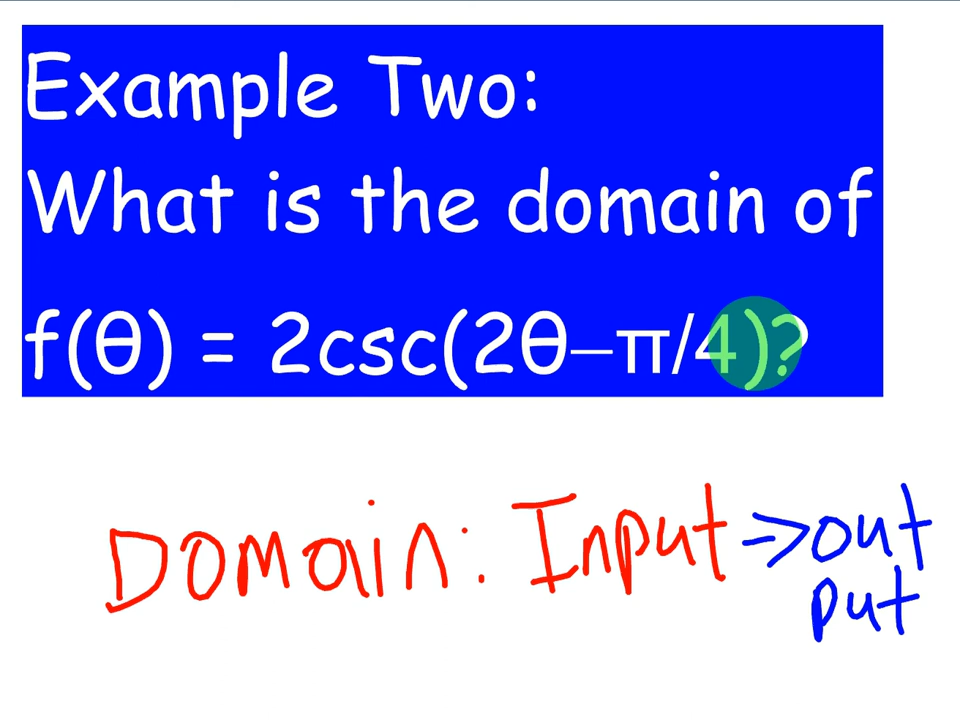 Example Two:
What is the domain of
f(θ) = 2csc(2θ–π/4)?
Domain: Input => out
put